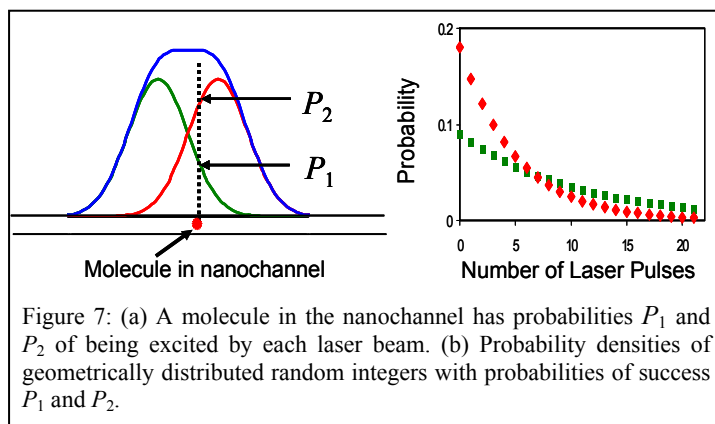 P2
P1
Molecule in nanochannel
Probability
0.2
0.1
0
0 5 10 15 20
Number of Laser Pulses
Figure 7: (a) A molecule in the nanochannel has probabilities P1 and
P2 of being excited by each laser beam. (b) Probability densities of
geometrically distributed random integers with probabilities of success
P1 and P2.